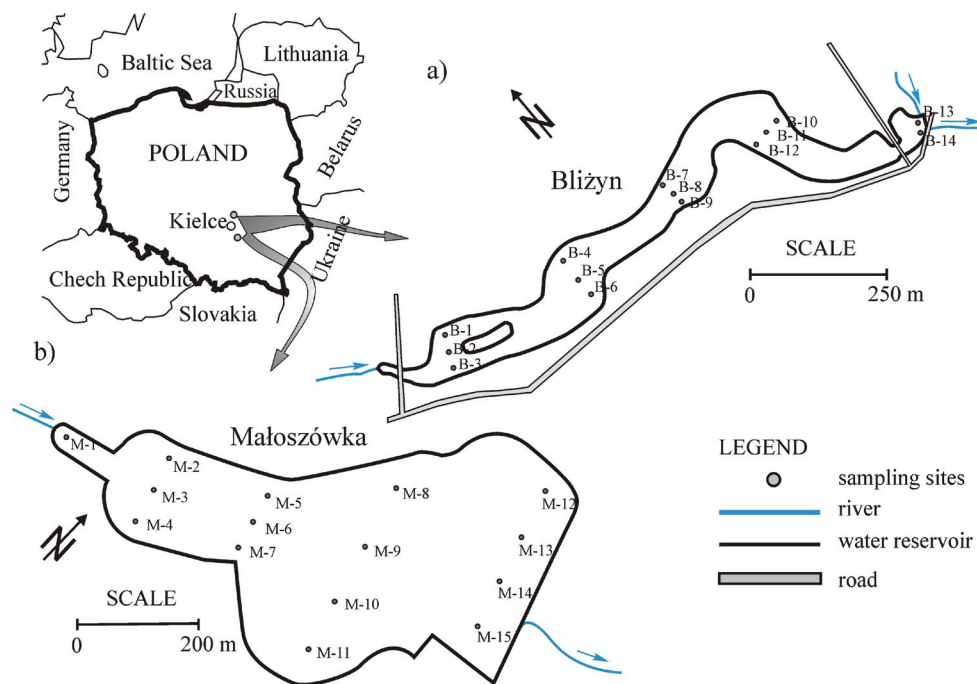 Baltic Sea
Lithuania
Russia
Germany
POLAND
Belarus
Kielce
Ukraine
Chech Republic
Slovakia
a)
N
Bliżyn
B-1
B-2
B-3
B-4
B-5
B-6
B-7
B-8
B-9
B-10
B-11
B-12
B-13
B-14
SCALE
0 250 m
b)
Małoszówka
N
M-1
M-2
M-3
M-4
M-5
M-6
M-7
M-8
M-9
M-10
M-11
M-12
M-13
M-14
M-15
SCALE
0 200 m
LEGEND
sampling sites
river
water reservoir
road